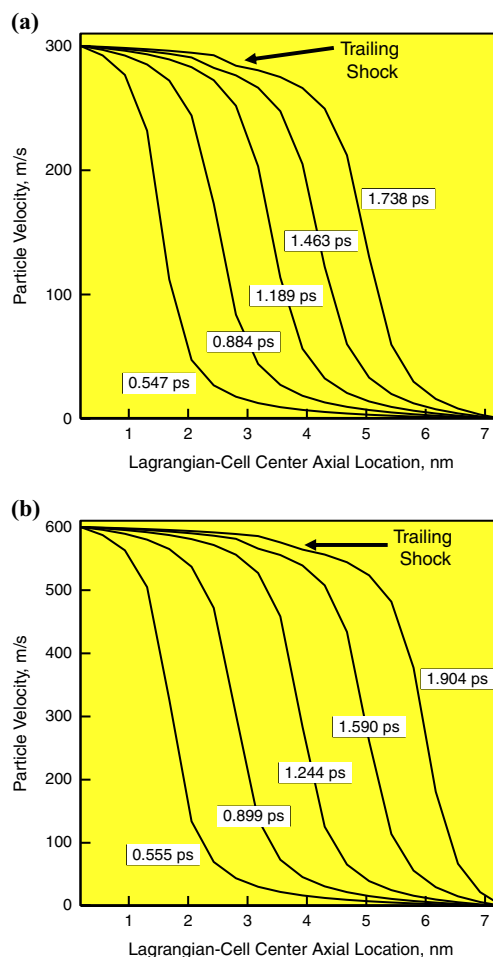 (a)
300
200
100
0
Particle Velocity, m/s
Trailing
Shock
1.738 ps
1.463 ps
1.189 ps
0.884 ps
0.547 ps
1 2 3 4 5 6 7
Lagrangian-Cell Center Axial Location, nm
(b)
600
500
400
300
200
100
0
Particle Velocity, m/s
Trailing
Shock
1.904 ps
1.590 ps
1.244 ps
0.899 ps
0.555 ps
1 2 3 4 5 6 7
Lagrangian-Cell Center Axial Location, nm